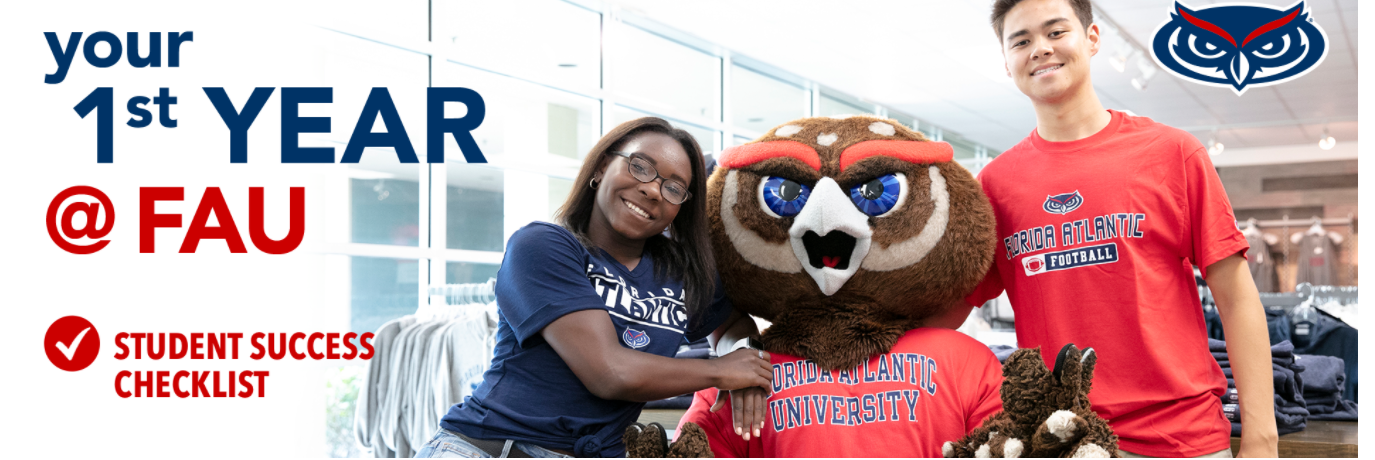 your
1st YEAR
@ FAU
STUDENT SUCCESS
CHECKLIST
FLORIDA
ATLANTIC
FLORIDA ATLANTIC
UNIVERSITY
FLORIDA ATLANTIC
FOOTBALL